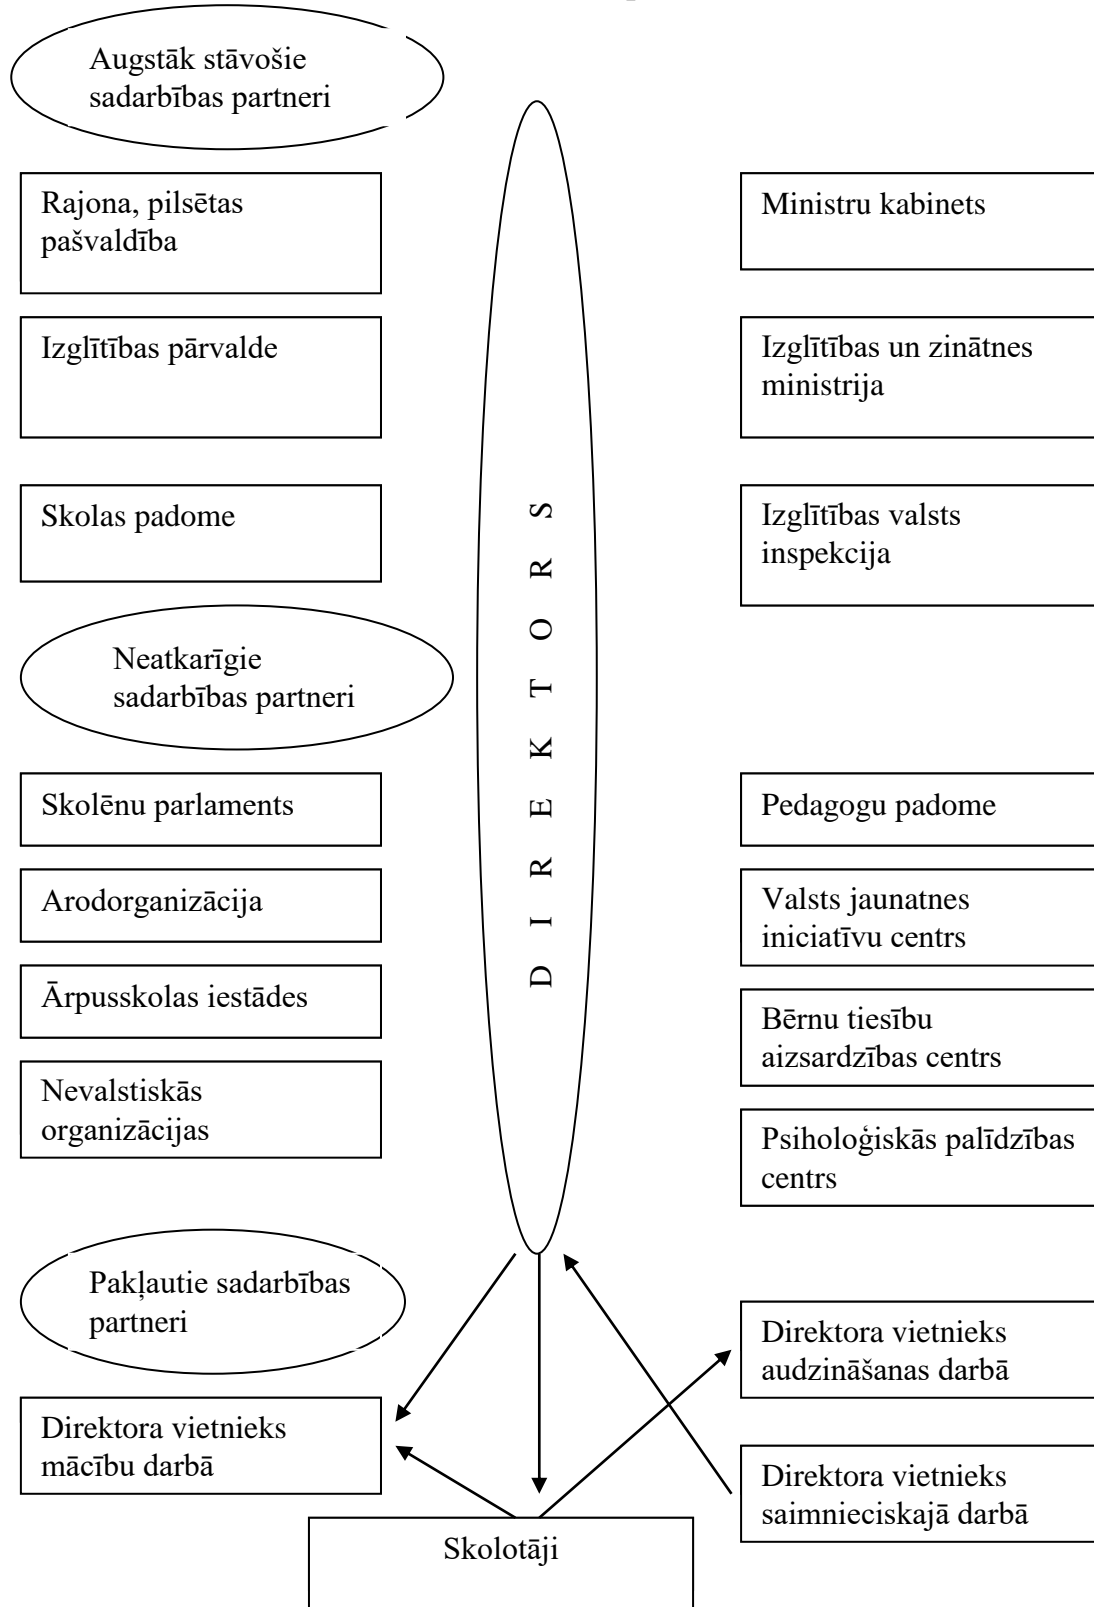 Augstāk stāvošie
sadarbības partneri
Rajona, pilsētas
pašvaldība
Ministru kabinets
Izglītības pārvalde
Izglītības un zinātnes
ministrija
Skolas padome
Izglītības valsts
inspekcija
DIREKTORS
Neatkarīgie
sadarbības partneri
Skolēnu parlaments
Pedagogu padome
Arodorganizācija
Valsts jaunatnes
iniciatīvu centrs
Ārpusskolas iestādes
Bērnu tiesību
aizsardzības centrs
Nevalstiskās
organizācijas
Psiholoģiskās palīdzības
centrs
Pakļautie sadarbības
partneri
Direktora vietnieks
audzināšanas darbā
Direktora vietnieks
mācību darbā
Direktora vietnieks
saimnieciskajā darbā
Skolotāji